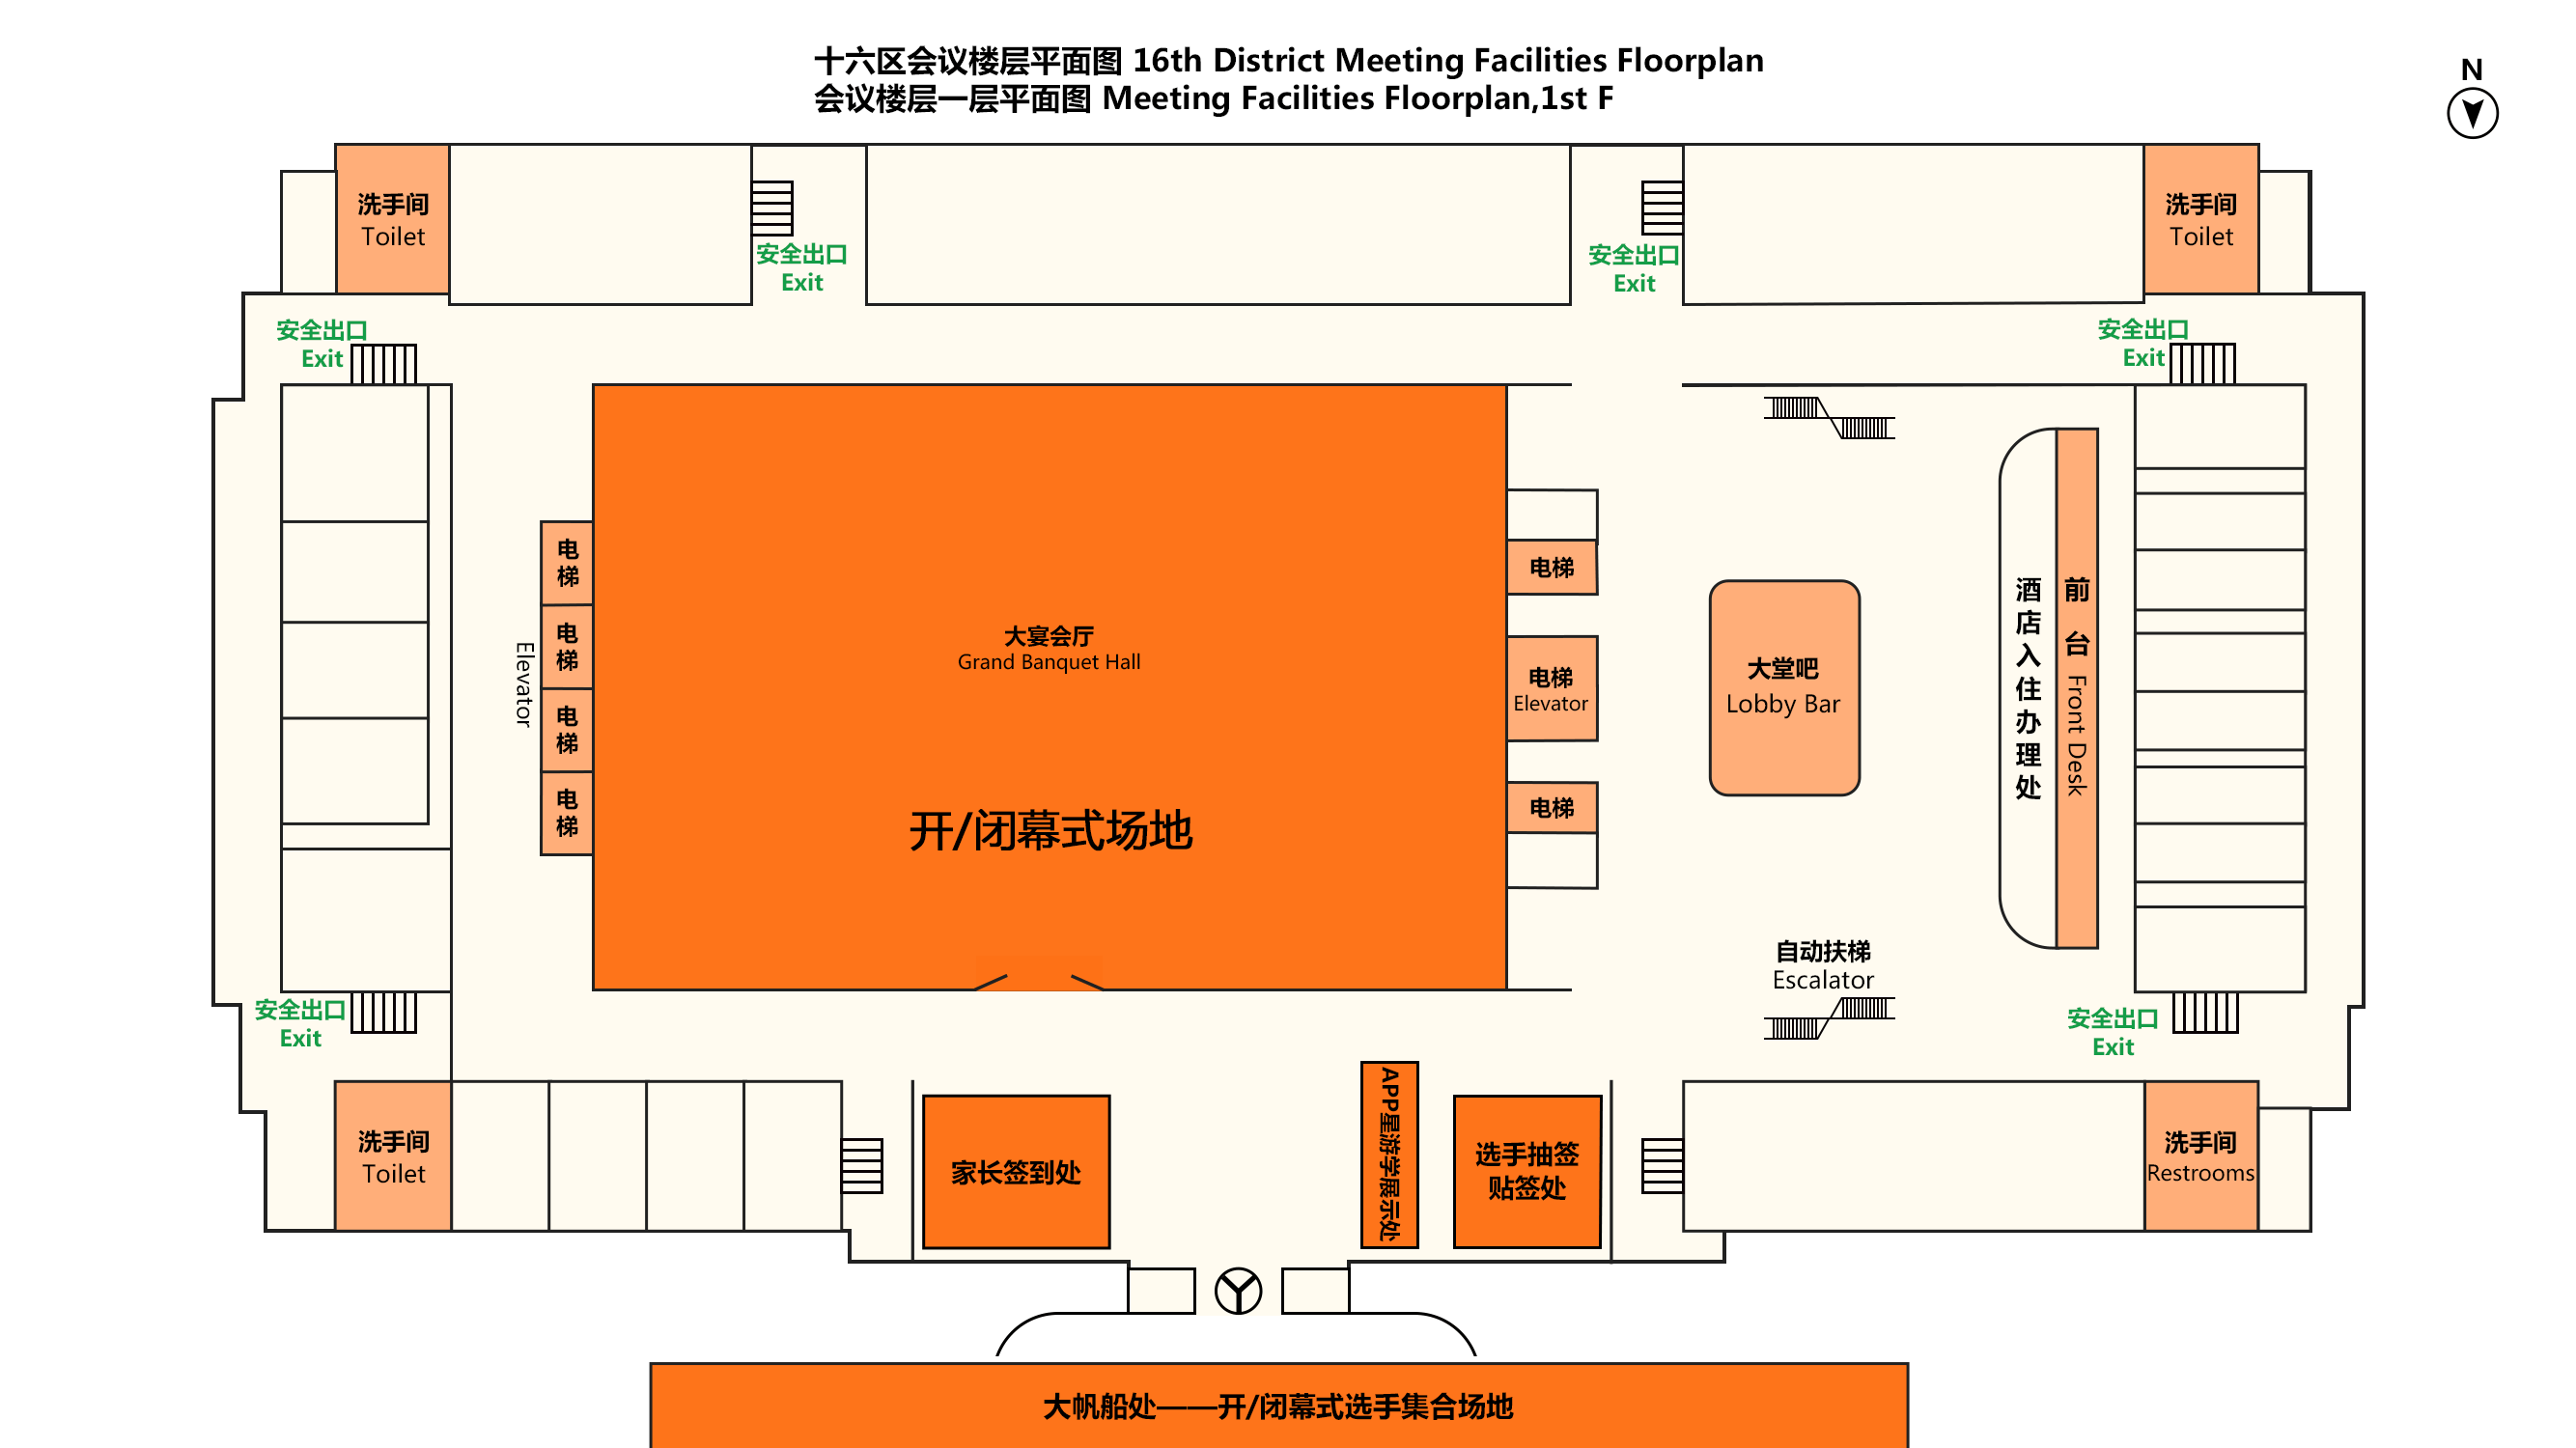 十六区会议楼层平面图 16th District Meeting Facilities Floorplan
会议楼层一层平面图 Meeting Facilities Floorplan,1st F
N
洗手间
Toilet
安全出口
Exit
安全出口
Exit
洗手间
Toilet
安全出口
Exit
安全出口
Exit
电梯
电梯
电梯
电梯
Elevator
大宴会厅
Grand Banquet Hall
开/闭幕式场地
电梯
电梯
Elevator
电梯
大堂吧
Lobby Bar
酒店入住办理处
前台 Front Desk
自动扶梯
Escalator
安全出口
Exit
安全出口
Exit
洗手间
Toilet
家长签到处
APP星游学展示处
选手抽签
贴签处
洗手间
Restrooms
大帆船处——开/闭幕式选手集合场地